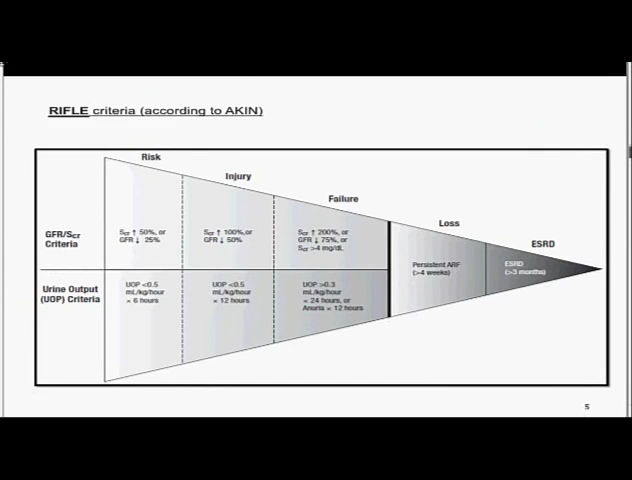 RIFLE criteria (according to AKIN)
Risk
Injury
Failure
Loss
ESRD
GFR/Scr
Criteria
Scr ↑ 50%, or
GFR ↓ 25%
Scr ↑ 100%, or
GFR ↓ 50%
Scr ↑ 200%, or
GFR ↓ 75%, or
Scr >4 mg/dL
Persistent ARF
(>4 weeks)
ESRD
(>3 months)
Urine Output
(UOP) Criteria
UOP <0.5
mL/kg/hour
× 6 hours
UOP <0.5
mL/kg/hour
× 12 hours
UOP >0.3
mL/kg/hour
× 24 hours, or
Anuria × 12 hours
5